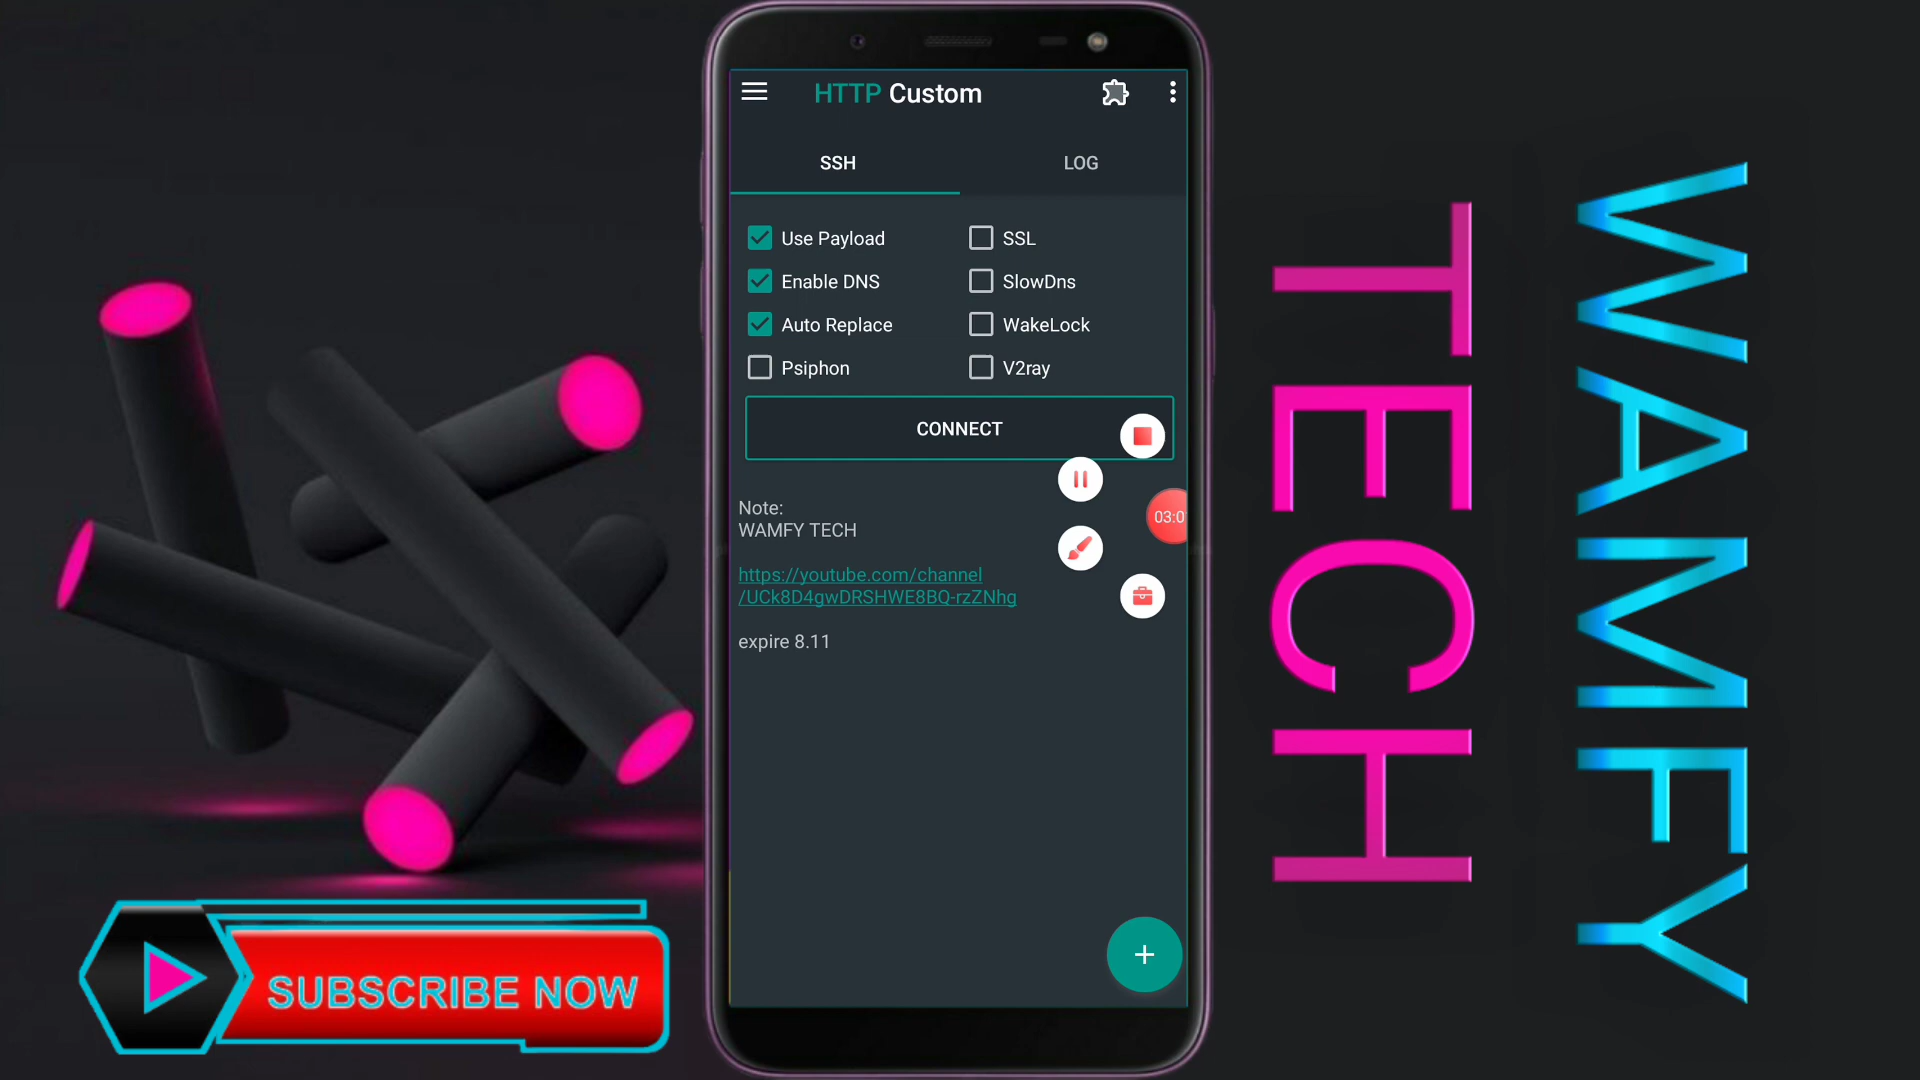 HTTP Custom
SSH
LOG
Use Payload
SSL
Enable DNS
SlowDns
Auto Replace
WakeLock
Psiphon
V2ray
CONNECT
Note:
WAMFY TECH
03:0
https://youtube.com/channel
/UCk8D4gwDRSHWE8BQ-rzZNhg
expire 8.11
+
SUBSCRIBE NOW
WAMFY
TECH